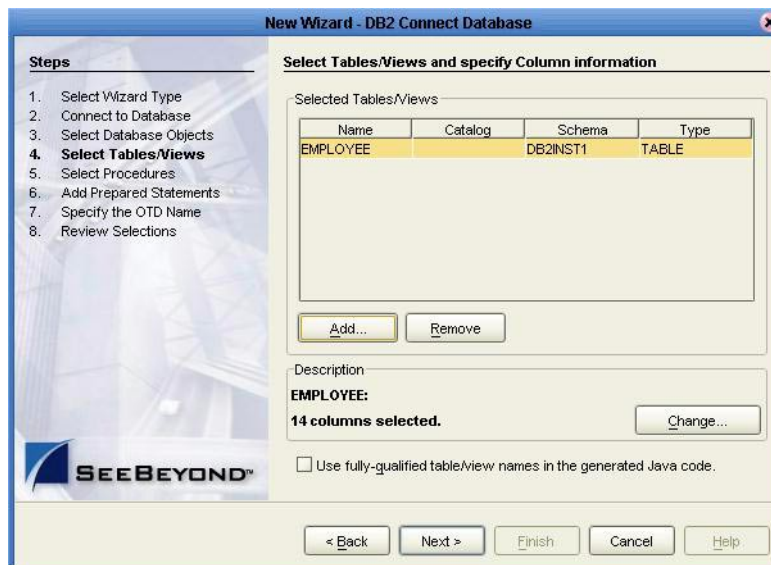 New Wizard - DB2 Connect Database
Steps
1. Select Wizard Type
2. Connect to Database
3. Select Database Objects
4. Select Tables/Views
5. Select Procedures
6. Add Prepared Statements
7. Specify the OTD Name
8. Review Selections
SEEBEYOND™
Select Tables/Views and specify Column information
Selected Tables/Views
Name Catalog Schema Type
EMPLOYEE DB2INST1 TABLE
Add... Remove
Description
EMPLOYEE:
14 columns selected.
Change...
Use fully-qualified table/view names in the generated Java code.
< Back Next > Finish Cancel Help